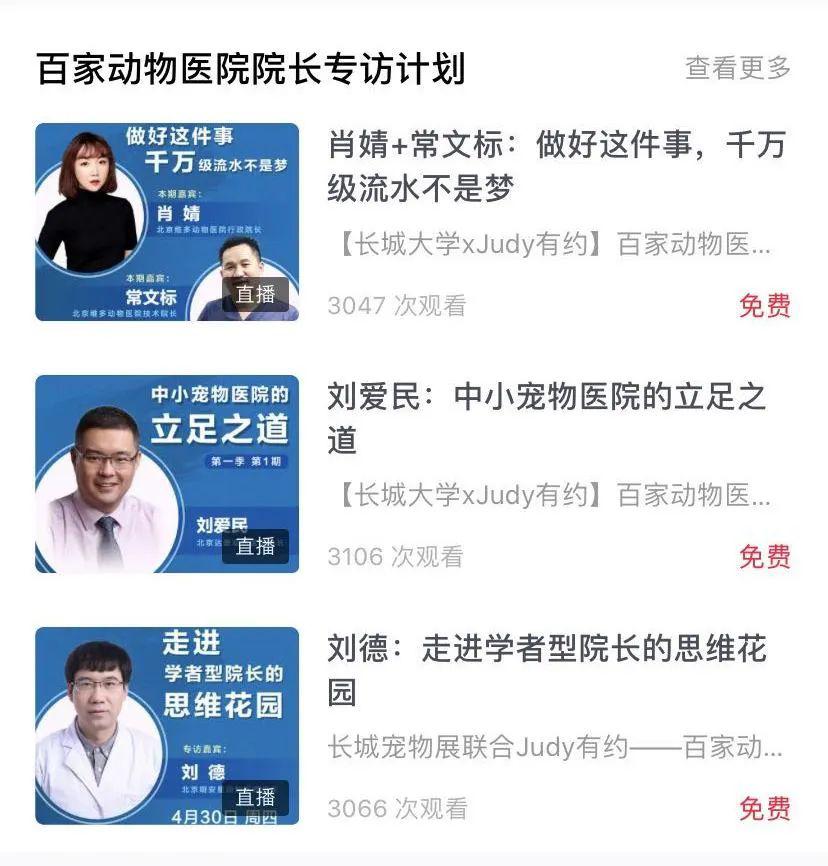 百家动物医院院长专访计划
查看更多
做好这件事
千万级流水不是梦
本期嘉宾：
肖 婧
北京维多动物医院行政院长
本期嘉宾：
常文标
北京维多动物医院技术院长
直播
肖婧+常文标：做好这件事，千万
级流水不是梦
【长城大学xJudy有约】百家动物医...
3047 次观看
免费
中小宠物医院的
立足之道
第一季 第1期
刘爱民
直播
刘爱民：中小宠物医院的立足之
道
【长城大学xJudy有约】百家动物医...
3106 次观看
免费
走进
学者型院长的
思维花园
专访嘉宾：
刘 德
4月30日 周四
直播
刘德：走进学者型院长的思维花
园
长城宠物展联合Judy有约——百家动...
3066 次观看
免费